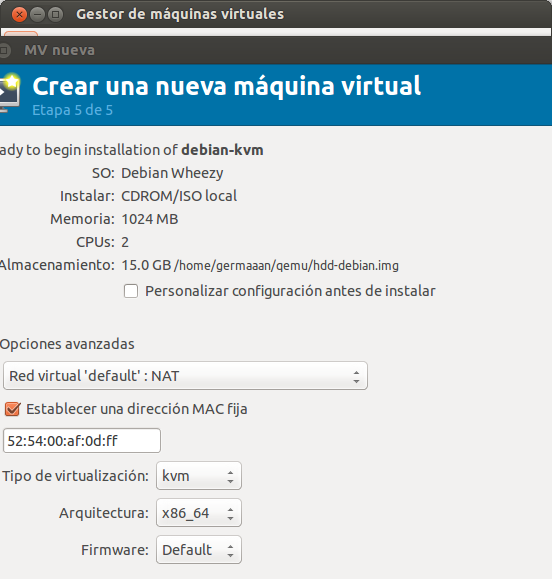 Gestor de máquinas virtuales
MV nueva
Crear una nueva máquina virtual
Etapa 5 de 5
ady to begin installation of debian-kvm
SO: Debian Wheezy
Instalar: CDROM/ISO local
Memoria: 1024 MB
CPUs: 2
Almacenamiento: 15.0 GB /home/germaaan/qemu/hdd-debian.img
Personalizar configuración antes de instalar
Opciones avanzadas
Red virtual 'default' : NAT
Establecer una dirección MAC fija
52:54:00:af:0d:ff
Tipo de virtualización: kvm
Arquitectura: x86_64
Firmware: Default